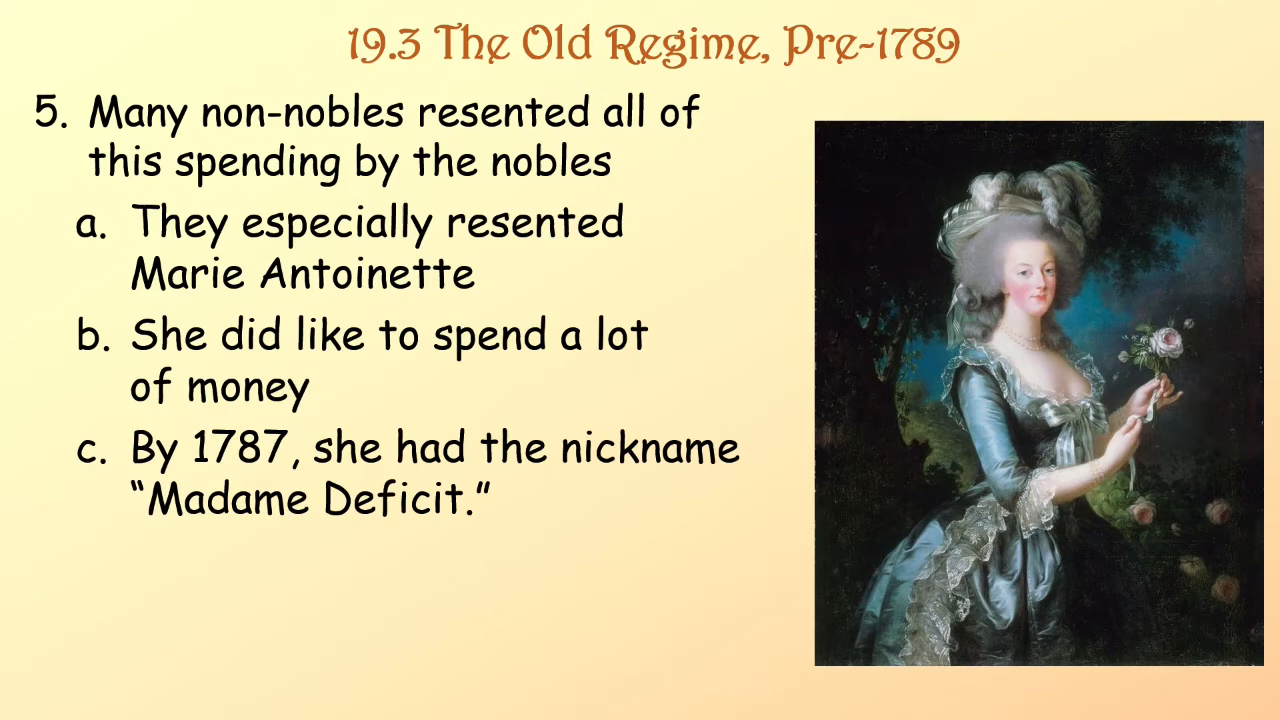 19.3 The Old Regime, Pre-1789
5. Many non-nobles resented all of
this spending by the nobles
a. They especially resented
Marie Antoinette
b. She did like to spend a lot
of money
c. By 1787, she had the nickname
“Madame Deficit.”